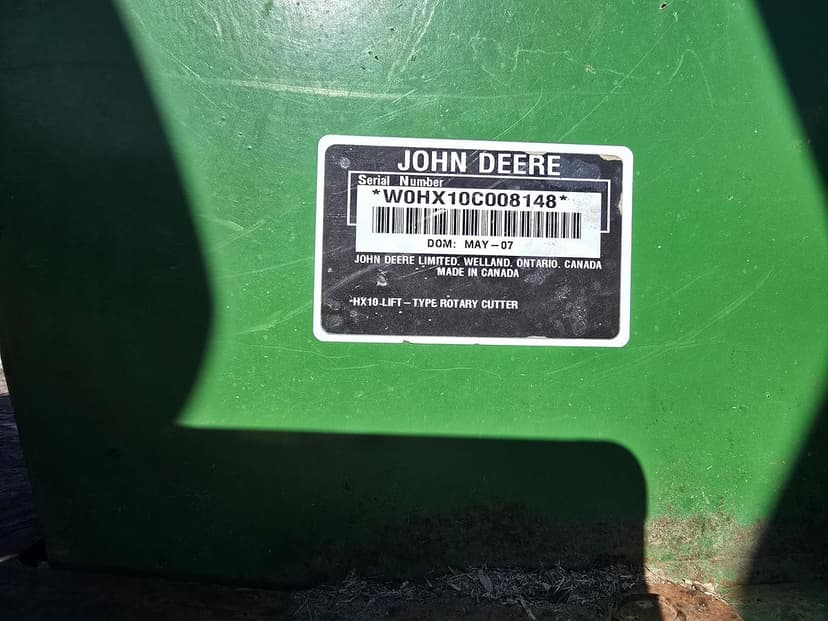 JOHN DEERE
Serial Number
*W0HX10C008148*
DOM: MAY-07
JOHN DEERE LIMITED. WELLAND. ONTARIO. CANADA
MADE IN CANADA
HX10 LIFT-TYPE ROTARY CUTTER